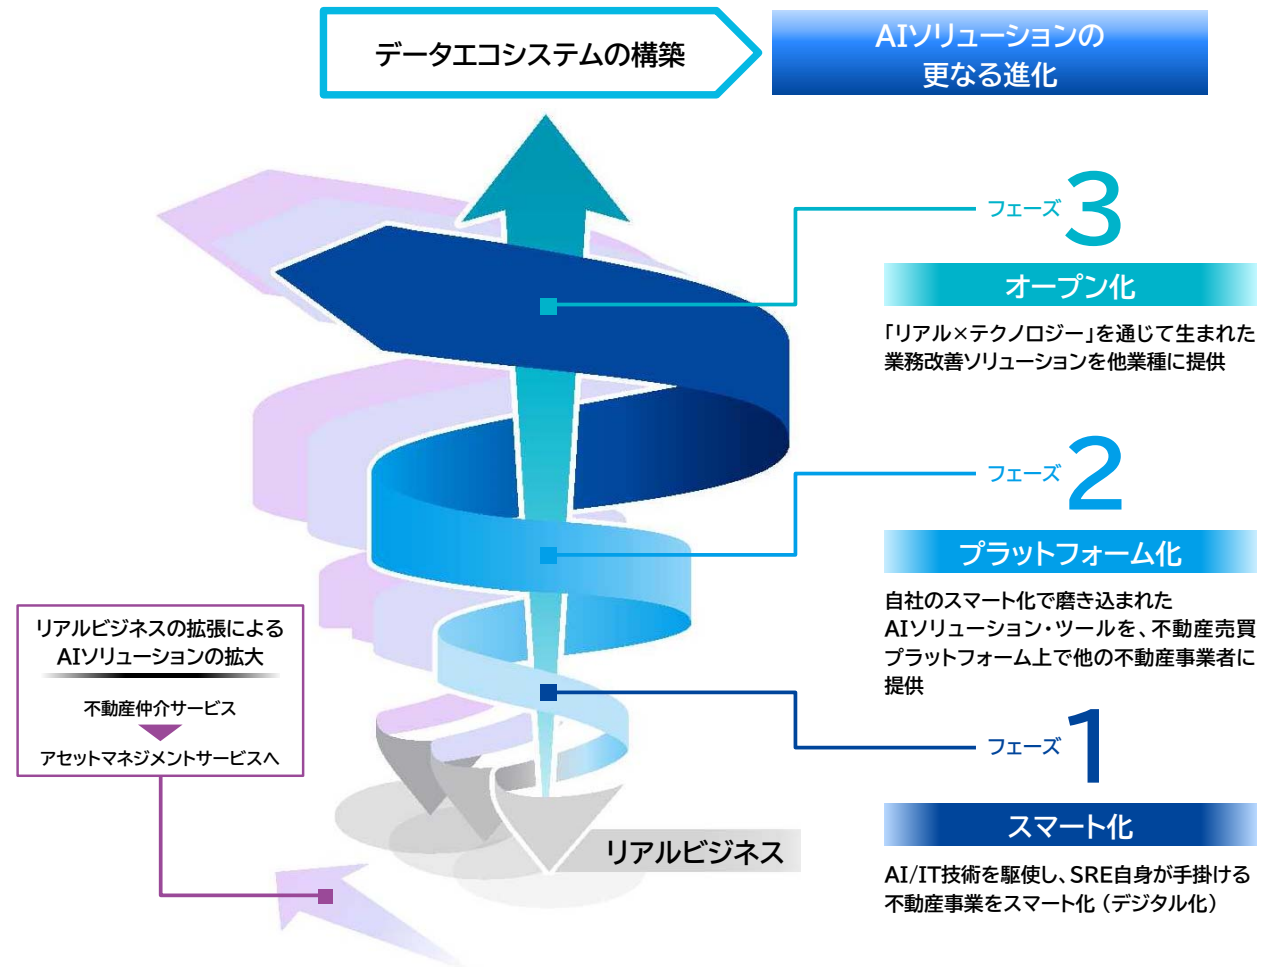 データエコシステムの構築
AIソリューションの
更なる進化
フェーズ 3
オープン化
「リアル×テクノロジー」を通じて生まれた
業務改善ソリューションを他業種に提供
フェーズ 2
プラットフォーム化
自社のスマート化で磨き込まれた
AIソリューション・ツールを、不動産売買
プラットフォーム上で他の不動産事業者に
提供
リアルビジネスの拡張による
AIソリューションの拡大
不動産仲介サービス
アセットマネジメントサービスへ
フェーズ 1
スマート化
AI/IT技術を駆使し、SRE自身が手掛ける
不動産事業をスマート化（デジタル化）
リアルビジネス